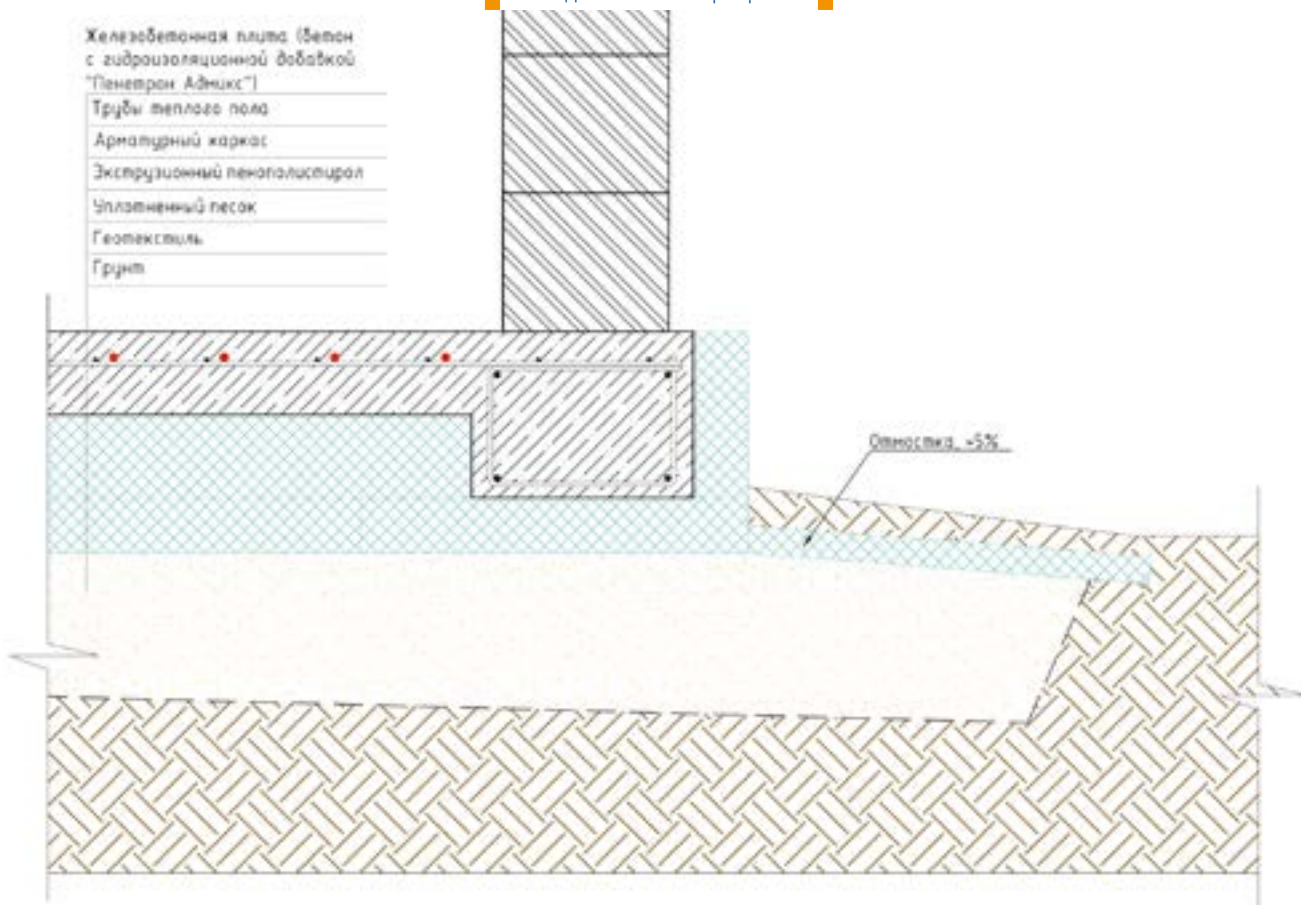 Железобетонная плита (бетон
с гидроизоляционной добавкой
"Пенетрон Адмикс")
Трубы теплого пола
Арматурный каркас
Экструзионный пенополистирол
Уплотненный песок
Геотекстиль
Грунт
Отмостка, ≈5%